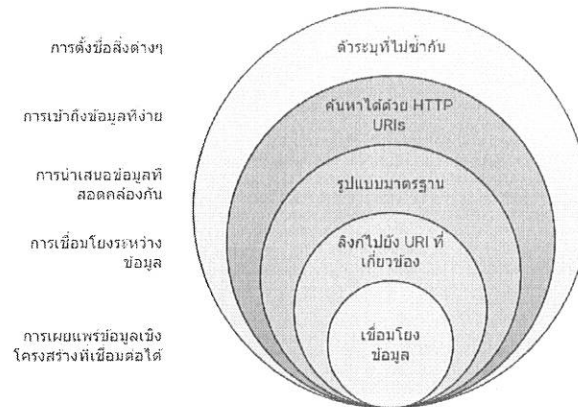 การตั้งชื่อสิ่งต่างๆ
ตัวระบุที่ไม่ซ้ำกัน
การเข้าถึงข้อมูลที่ง่าย
ค้นหาได้ด้วย HTTP
URIs
การนำเสนอข้อมูลที่
สอดคล้องกัน
รูปแบบมาตรฐาน
การเชื่อมโยงระหว่าง
ข้อมูล
ลิงก์ไปยัง URI ที่
เกี่ยวข้อง
การเผยแพร่ข้อมูลเชิง
โครงสร้างที่เชื่อมต่อได้
เชื่อมโยง
ข้อมูล